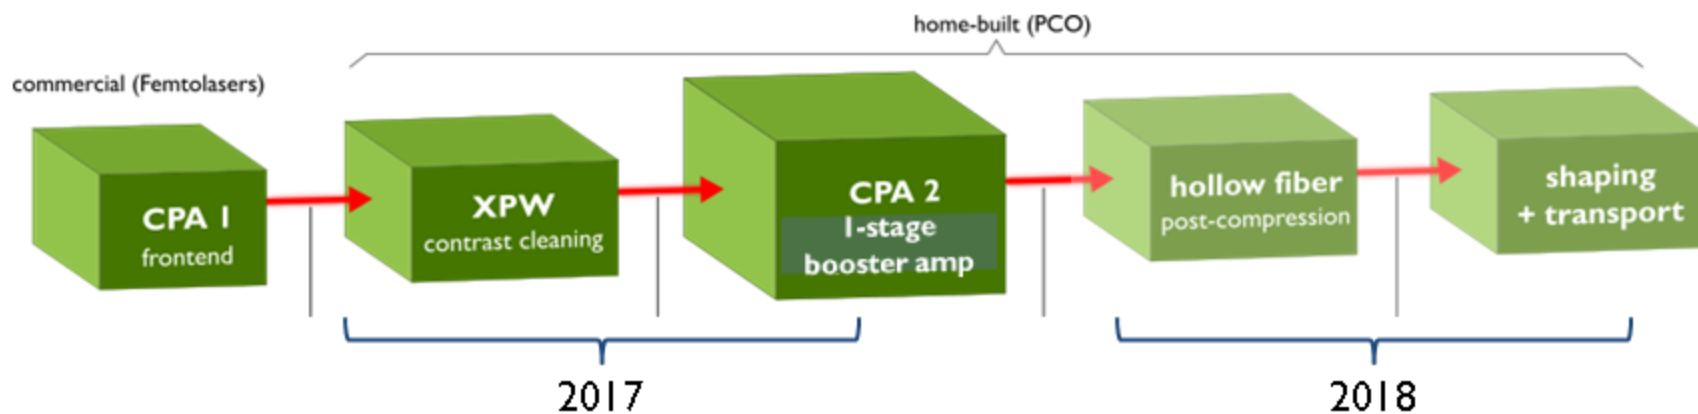 home-built (PCO)
commercial (Femtolasers)
CPA 1
frontend
XPW
contrast cleaning
CPA 2
1-stage
booster amp
hollow fiber
post-compression
shaping
+ transport
2017
2018